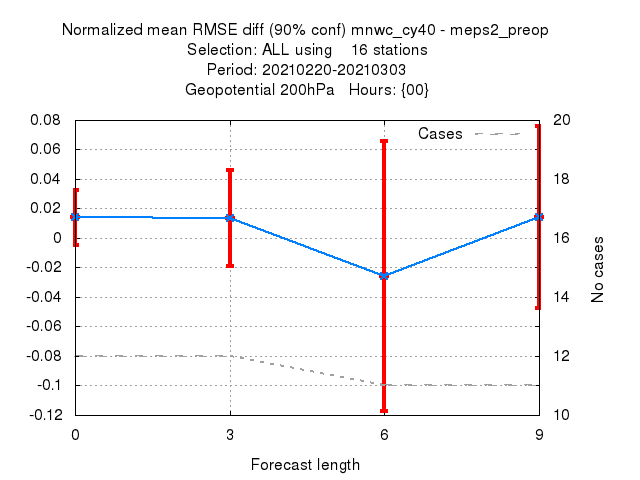 Normalized mean RMSE diff (90% conf) mnwc_cy40 - meps2_preop
Selection: ALL using    16 stations
Period: 20210220-20210303
Geopotential 200hPa   Hours: {00}
Cases
0.08
0.06
0.04
0.02
0
-0.02
-0.04
-0.06
-0.08
-0.1
-0.12
20
18
16
14
12
10
No cases
0 3 6 9
Forecast length